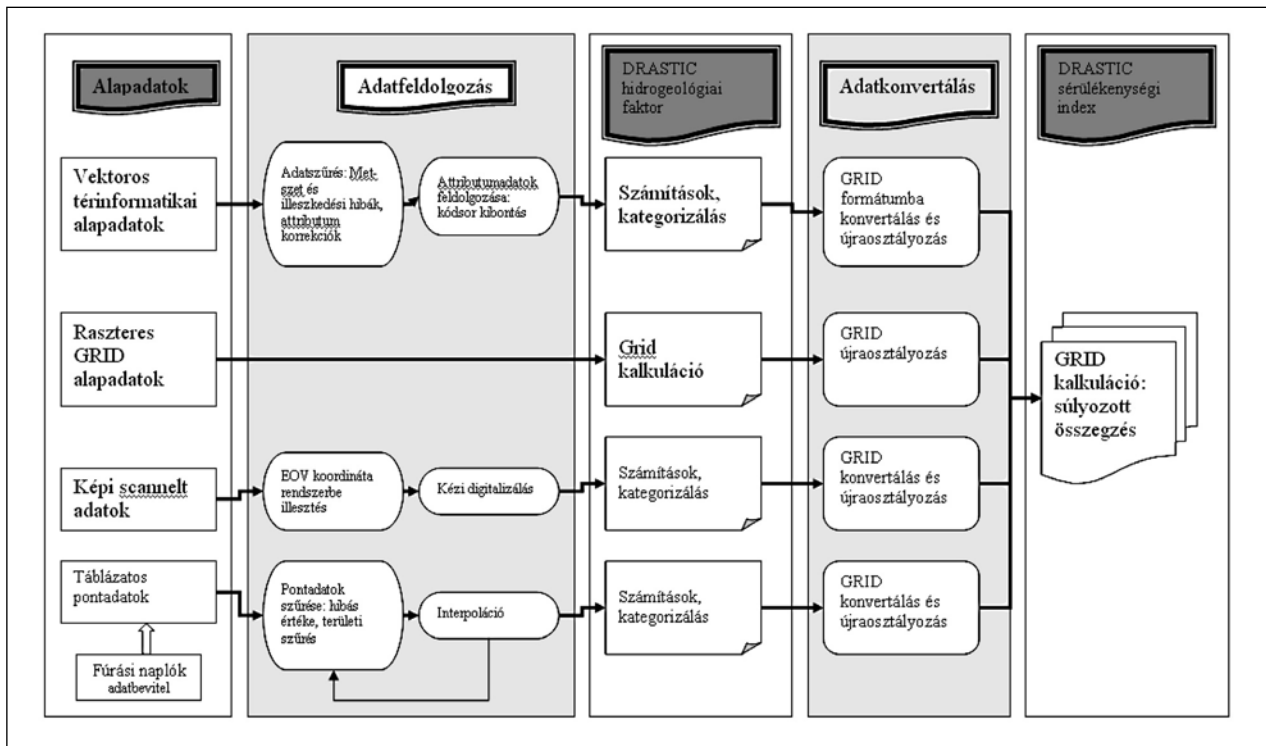 Alapadatok
Adatfeldolgozás
DRASTIC
hidrogeológiai
faktor
Adatkonvertálás
DRASTIC
sérülékenységi
index
Vektoros
térinformatikai
alapadatok
Adatszűrés: Met-
szet és
illeszkedési hibák,
attributum
korrekciók
Attributumadatok
feldolgozása:
kódsor kibontás
Számítások,
kategorizálás
GRID
formátumba
konvertálás és
újraosztályozás
Raszteres
GRID
alapadatok
Grid
kalkuláció
GRID
újraosztályozás
GRID
kalkuláció:
súlyozott
összegzés
Képi scannelt
adatok
EOV koordináta
rendszerbe
illesztés
Kézi digitalizálás
Számítások,
kategorizálás
GRID
konvertálás és
újraosztályozás
Táblázatos
pontadatok
Pontadatok
szűrése: hibás
értéke, területi
szűrés
Interpoláció
Számítások,
kategorizálás
GRID
konvertálás és
újraosztályozás
Fúrási naplók
adatbevitel